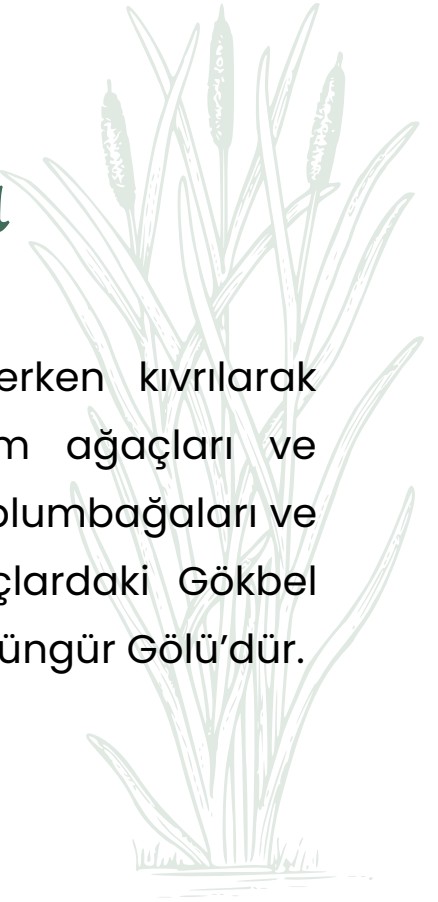 erken kıvrılarak
m ağaçları ve
plumbağaları ve
çlardaki Gökbel
üngür Gölü’dür.